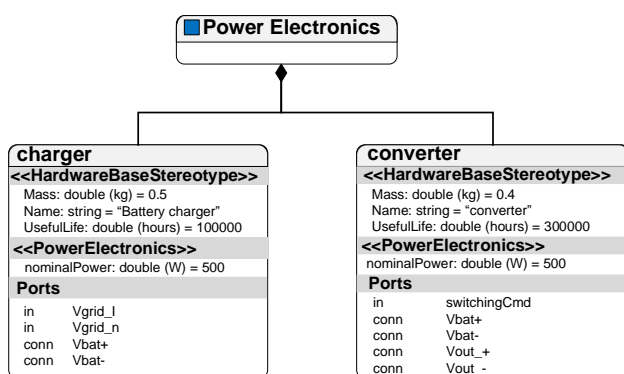 Power Electronics
charger
<<HardwareBaseStereotype>>
Mass: double (kg) = 0.5
Name: string = “Battery charger”
UsefulLife: double (hours) = 100000
<<PowerElectronics>>
nominalPower: double (W) = 500
Ports
in Vgrid_l
in Vgrid_n
conn Vbat+
conn Vbat-
converter
<<HardwareBaseStereotype>>
Mass: double (kg) = 0.4
Name: string = “converter”
UsefulLife: double (hours) = 300000
<<PowerElectronics>>
nominalPower: double (W) = 500
Ports
in switchingCmd
conn Vbat+
conn Vbat-
conn Vout_+
conn Vout_-